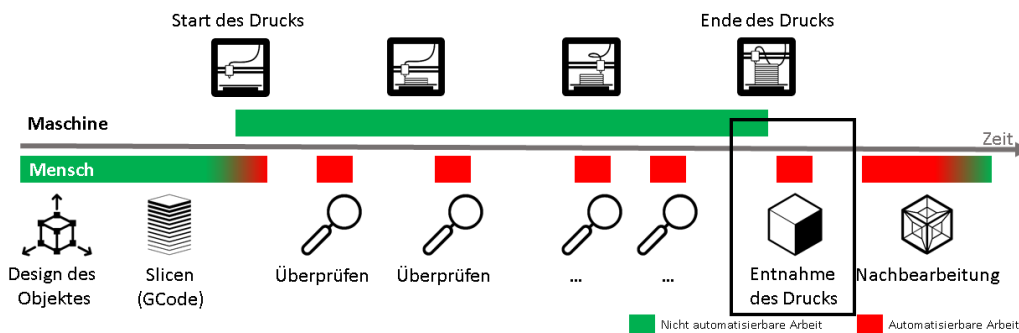 Start des Drucks
Ende des Drucks
Maschine
Zeit
Mensch
Design des
Objektes
Slicen
(GCode)
Überprüfen
Überprüfen
...
...
Entnahme
des Drucks
Nachbearbeitung
Nicht automatisierbare Arbeit
Automatisierbare Arbeit